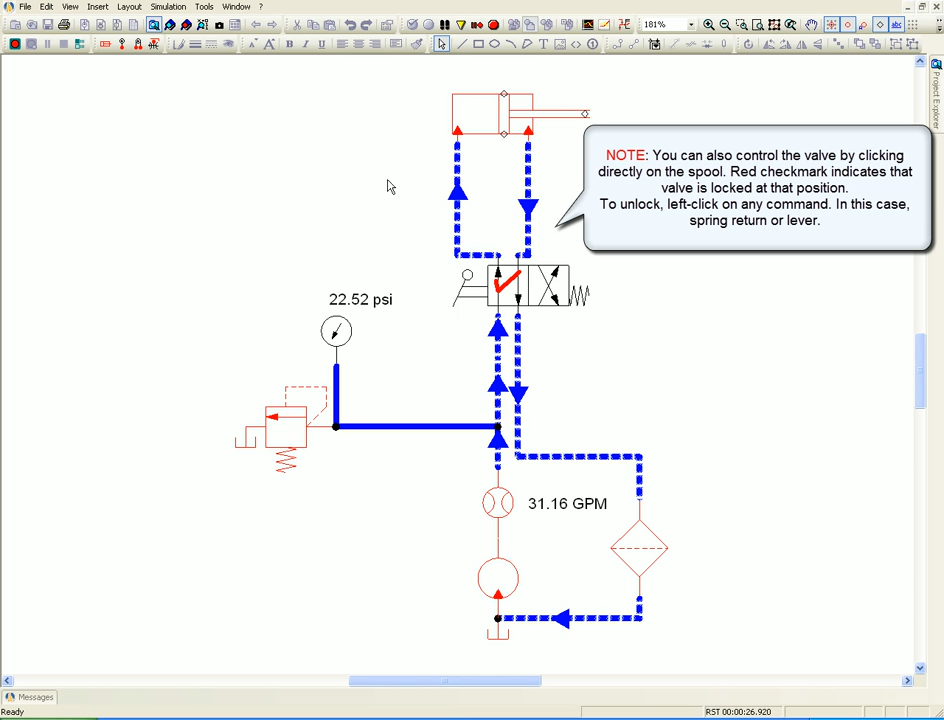 File Edit View Insert Layout Simulation Tools Window ?
181%
B I U
A A T
Project Explorer
NOTE: You can also control the valve by clicking
directly on the spool. Red checkmark indicates that
valve is locked at that position.
To unlock, left-click on any command. In this case,
spring return or lever.
22.52 psi
31.16 GPM
Messages
Ready
RST 00:00:26.920